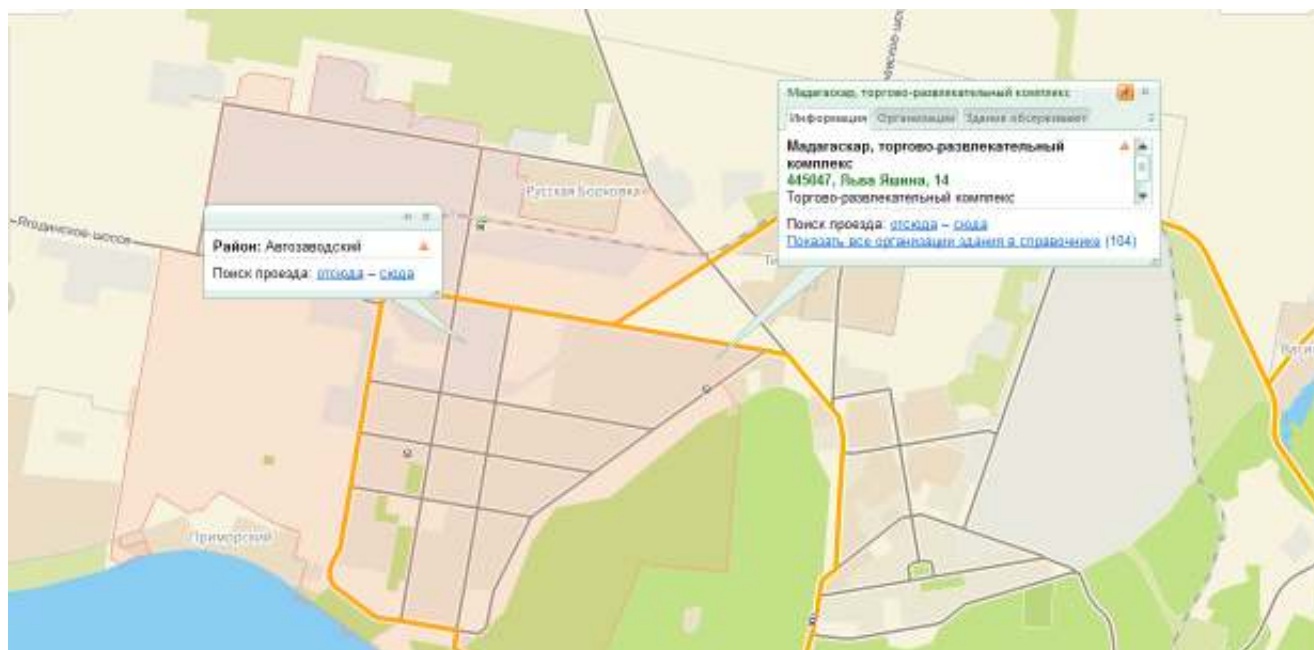 Мадагаскар, торгово-развлекательный комплекс
Информация Организации Здания обслуживает
Мадагаскар, торгово-развлекательный
комплекс
445047, Льва Яшина, 14
Торгово-развлекательный комплекс
Поиск проезда: отсюда – сюда
Показать все организации здания в справочнике (104)
Русская Борковка
Ягодинское шоссе
Район: Автозаводский
Поиск проезда: отсюда – сюда
Приморский